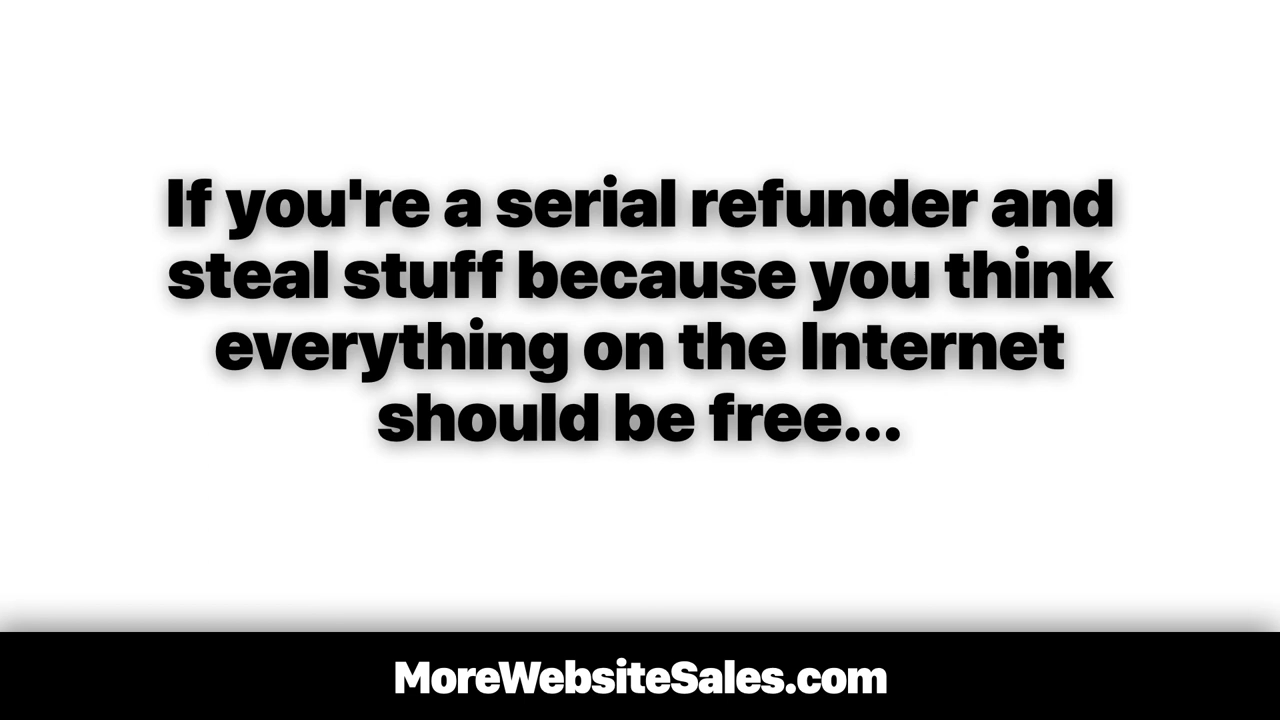 If you're a serial refunder and
steal stuff because you think
everything on the Internet
should be free...
MoreWebsiteSales.com